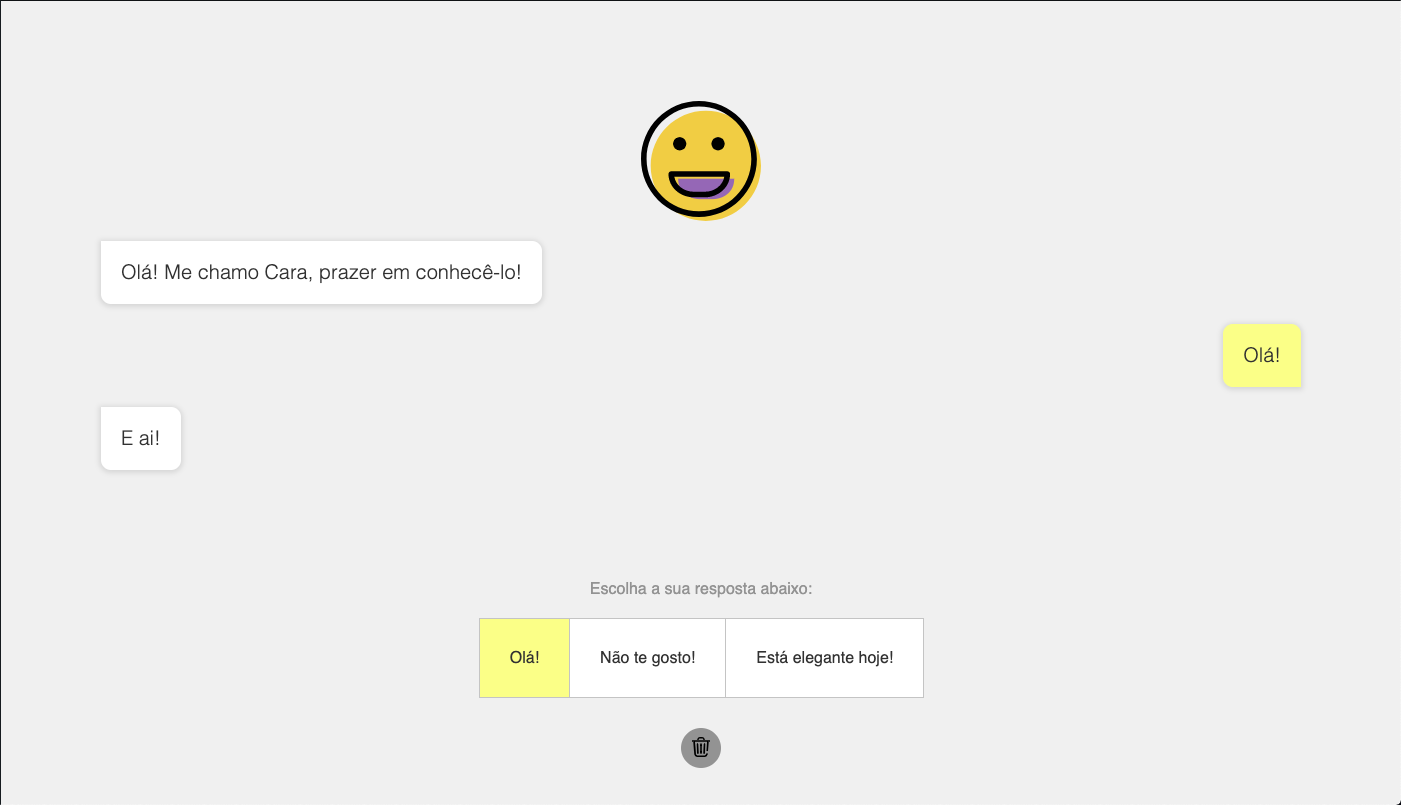 Olá! Me chamo Cara, prazer em conhecê-lo!
Olá!
E ai!
Escolha a sua resposta abaixo:
Olá!
Não te gosto!
Está elegante hoje!